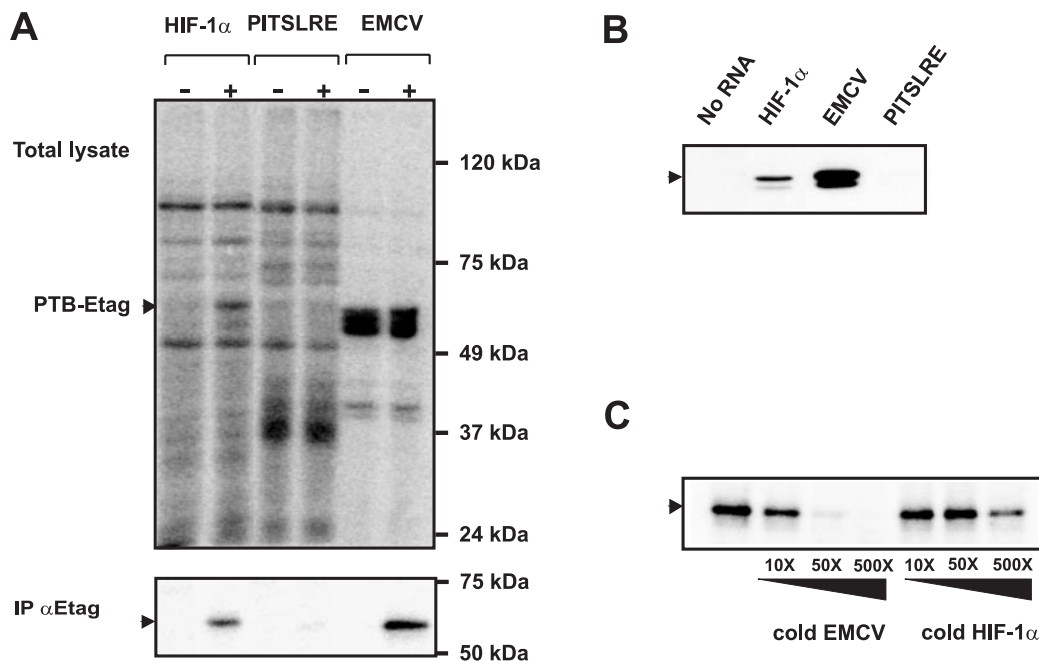 A
HIF-1α PITSLRE EMCV
- + - + - +
Total lysate
120 kDa
75 kDa
PTB-Etag
49 kDa
37 kDa
24 kDa
IP αEtag
75 kDa
50 kDa
B
No RNA
HIF-1α
EMCV
PITSLRE
C
10X 50X 500X 10X 50X 500X
cold EMCV cold HIF-1α